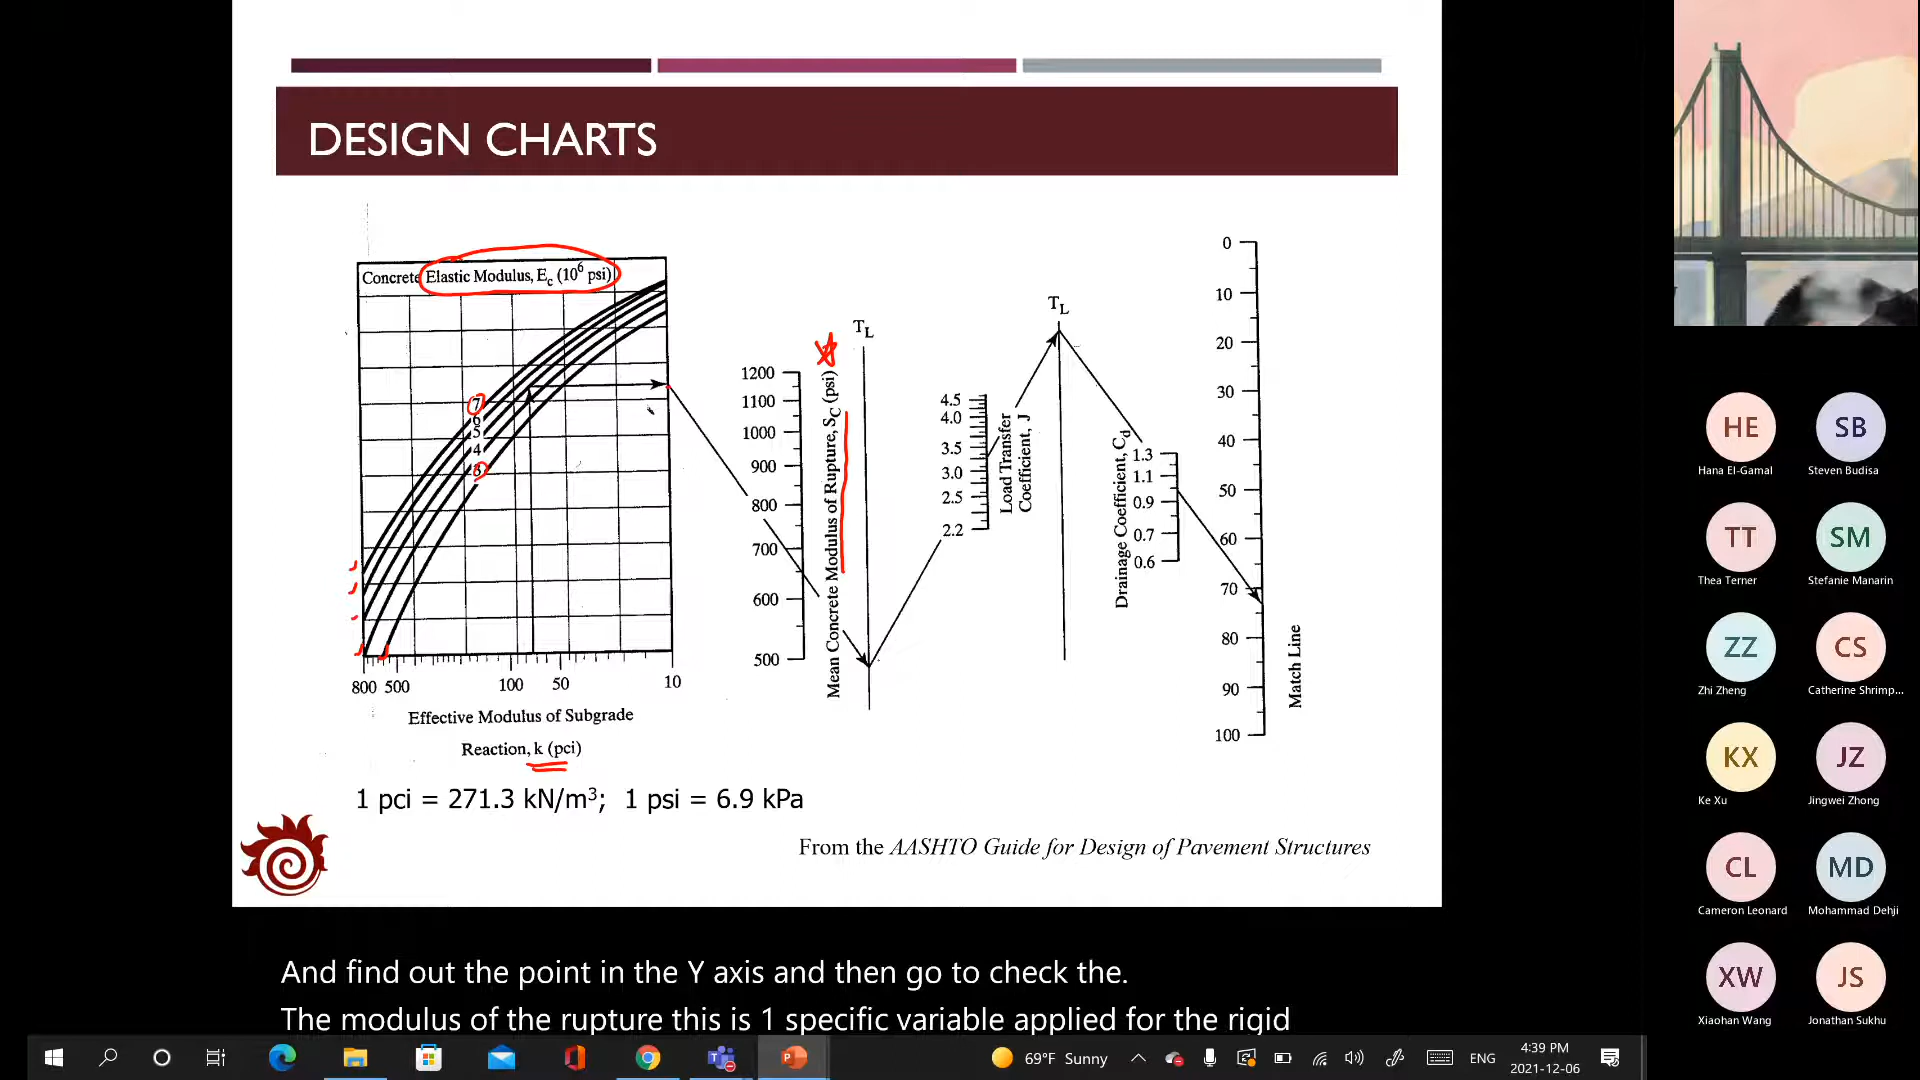 DESIGN CHARTS
Concrete Elastic Modulus, Ec (10⁶ psi)
7
6
5
4
3
800 500 100 50 10
Effective Modulus of Subgrade
Reaction, k (pci)
1200
1100
1000
900
800
700
600
500
Mean Concrete Modulus of Rupture, SC (psi)
TL
4.5
4.0
3.5
3.0
2.5
2.2
Load Transfer
Coefficient, J
TL
Drainage Coefficient, Cd
1.3
1.1
0.9
0.7
0.6
0
10
20
30
40
50
60
70
80
90
100
Match Line
1 pci = 271.3 kN/m³; 1 psi = 6.9 kPa
From the AASHTO Guide for Design of Pavement Structures
And find out the point in the Y axis and then go to check the.
The modulus of the rupture this is 1 specific variable applied for the rigid
HE SB
Hana El-Gamal Steven Budisa
TT SM
Thea Terner Stefanie Manarin
ZZ CS
Zhi Zheng Catherine Shrimp...
KX JZ
Ke Xu Jingwei Zhong
CL MD
Cameron Leonard Mohammad Dehji
XW JS
Xiaohan Wang Jonathan Sukhu
69°F Sunny
ENG
4:39 PM
2021-12-06